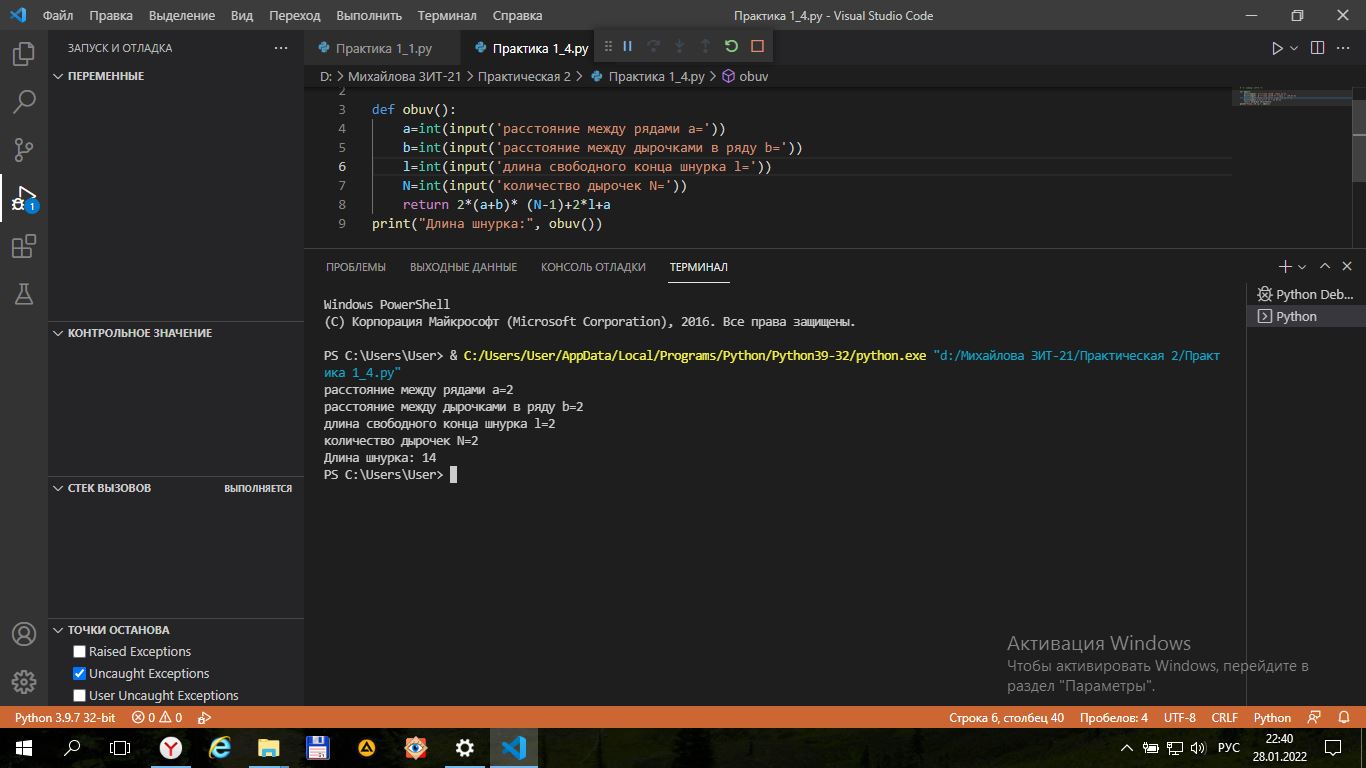 Файл Правка Выделение Вид Переход Выполнить Терминал Справка Практика 1_4.py - Visual Studio Code
ЗАПУСК И ОТЛАДКА
Практика 1_1.py Практика 1_4.py
ПЕРЕМЕННЫЕ
D: > Михайлова ЗИТ-21 > Практическая 2 > Практика 1_4.py > obuv
2
3 def obuv():
4 a=int(input('расстояние между рядами a='))
5 b=int(input('расстояние между дырочками в ряду b='))
6 l=int(input('длина свободного конца шнурка l='))
7 N=int(input('количество дырочек N='))
8 return 2*(a+b)* (N-1)+2*l+a
9 print("Длина шнурка:", obuv())
1
ПРОБЛЕМЫ ВЫХОДНЫЕ ДАННЫЕ КОНСОЛЬ ОТЛАДКИ ТЕРМИНАЛ
Python Deb...
Python
Windows PowerShell
(C) Корпорация Майкрософт (Microsoft Corporation), 2016. Все права защищены.
PS C:\Users\User> & C:/Users/User/AppData/Local/Programs/Python/Python39-32/python.exe "d:/Михайлова ЗИТ-21/Практическая 2/Практ
ика 1_4.py"
расстояние между рядами a=2
расстояние между дырочками в ряду b=2
длина свободного конца шнурка l=2
количество дырочек N=2
Длина шнурка: 14
PS C:\Users\User>
КОНТРОЛЬНОЕ ЗНАЧЕНИЕ
СТЕК ВЫЗОВОВ ВЫПОЛНЯЕТСЯ
ТОЧКИ ОСТАНОВА
Raised Exceptions
Uncaught Exceptions
User Uncaught Exceptions
Активация Windows
Чтобы активировать Windows, перейдите в
раздел "Параметры".
Python 3.9.7 32-bit 0 0 Строка 6, столбец 40 Пробелов: 4 UTF-8 CRLF Python
РУС 22:40
28.01.2022